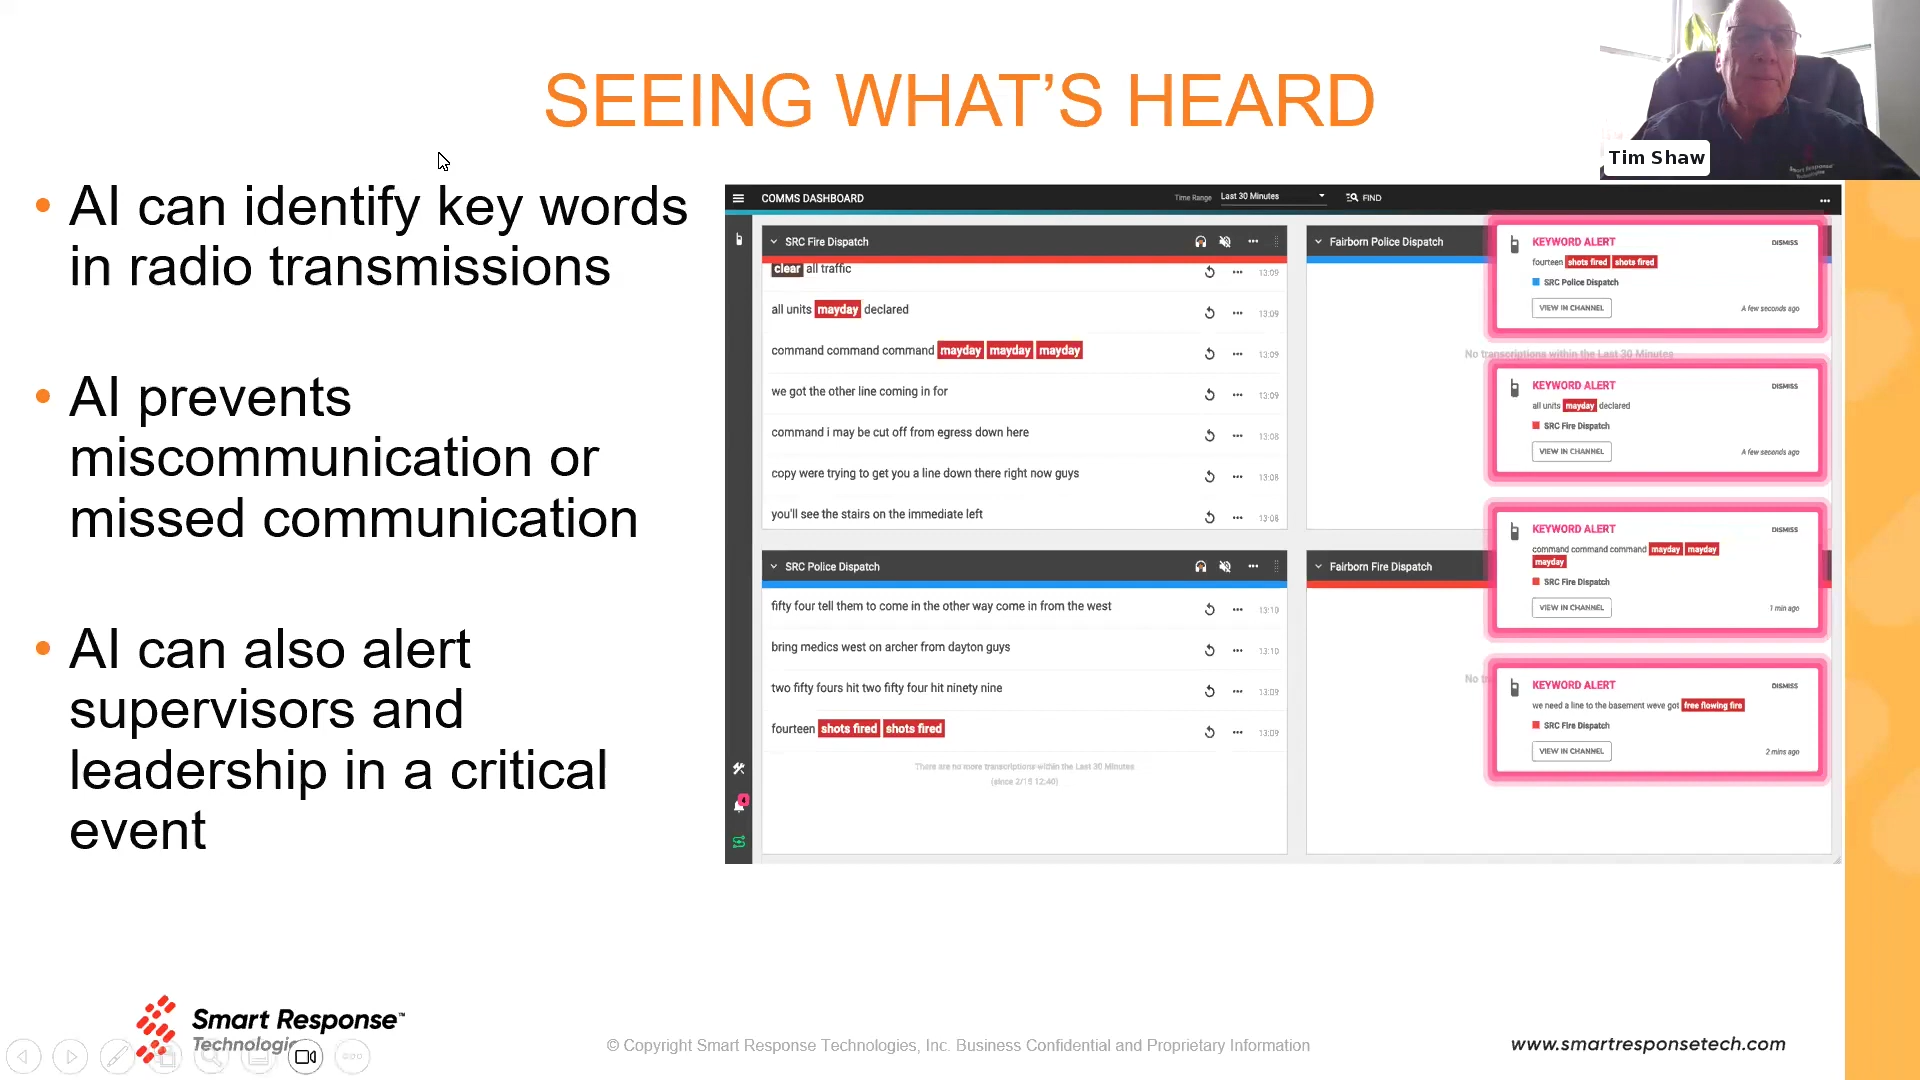 SEEING WHAT'S HEARD
Tim Shaw
• AI can identify key words
in radio transmissions
• AI prevents
miscommunication or
missed communication
• AI can also alert
supervisors and
leadership in a critical
event
COMMS DASHBOARD
Time Range Last 30 Minutes
FIND
SRC Fire Dispatch
clear all traffic 13:09
all units mayday declared 13:09
command command command mayday mayday mayday 13:09
we got the other line coming in for 13:09
command i may be cut off from egress down here 13:08
copy were trying to get you a line down there right now guys 13:08
you'll see the stairs on the immediate left 13:08
SRC Police Dispatch
fifty four tell them to come in the other way come in from the west 13:10
bring medics west on archer from dayton guys 13:10
two fifty fours hit two fifty four hit ninety nine 13:09
fourteen shots fired shots fired 13:09
There are no more transcriptions within the Last 30 Minutes
(since 2/15 12:40)
4
Fairborn Police Dispatch
No transcriptions within the Last 30 Minutes
Fairborn Fire Dispatch
KEYWORD ALERT DISMISS
fourteen shots fired shots fired
SRC Police Dispatch
VIEW IN CHANNEL A few seconds ago
KEYWORD ALERT DISMISS
all units mayday declared
SRC Fire Dispatch
VIEW IN CHANNEL A few seconds ago
KEYWORD ALERT DISMISS
command command command mayday mayday
mayday
SRC Fire Dispatch
VIEW IN CHANNEL 1 min ago
No
KEYWORD ALERT DISMISS
we need a line to the basement weve got free flowing fire
SRC Fire Dispatch
VIEW IN CHANNEL 2 mins ago
Smart Response™
© Copyright Smart Response Technologies, Inc. Business Confidential and Proprietary Information
www.smartresponsetech.com